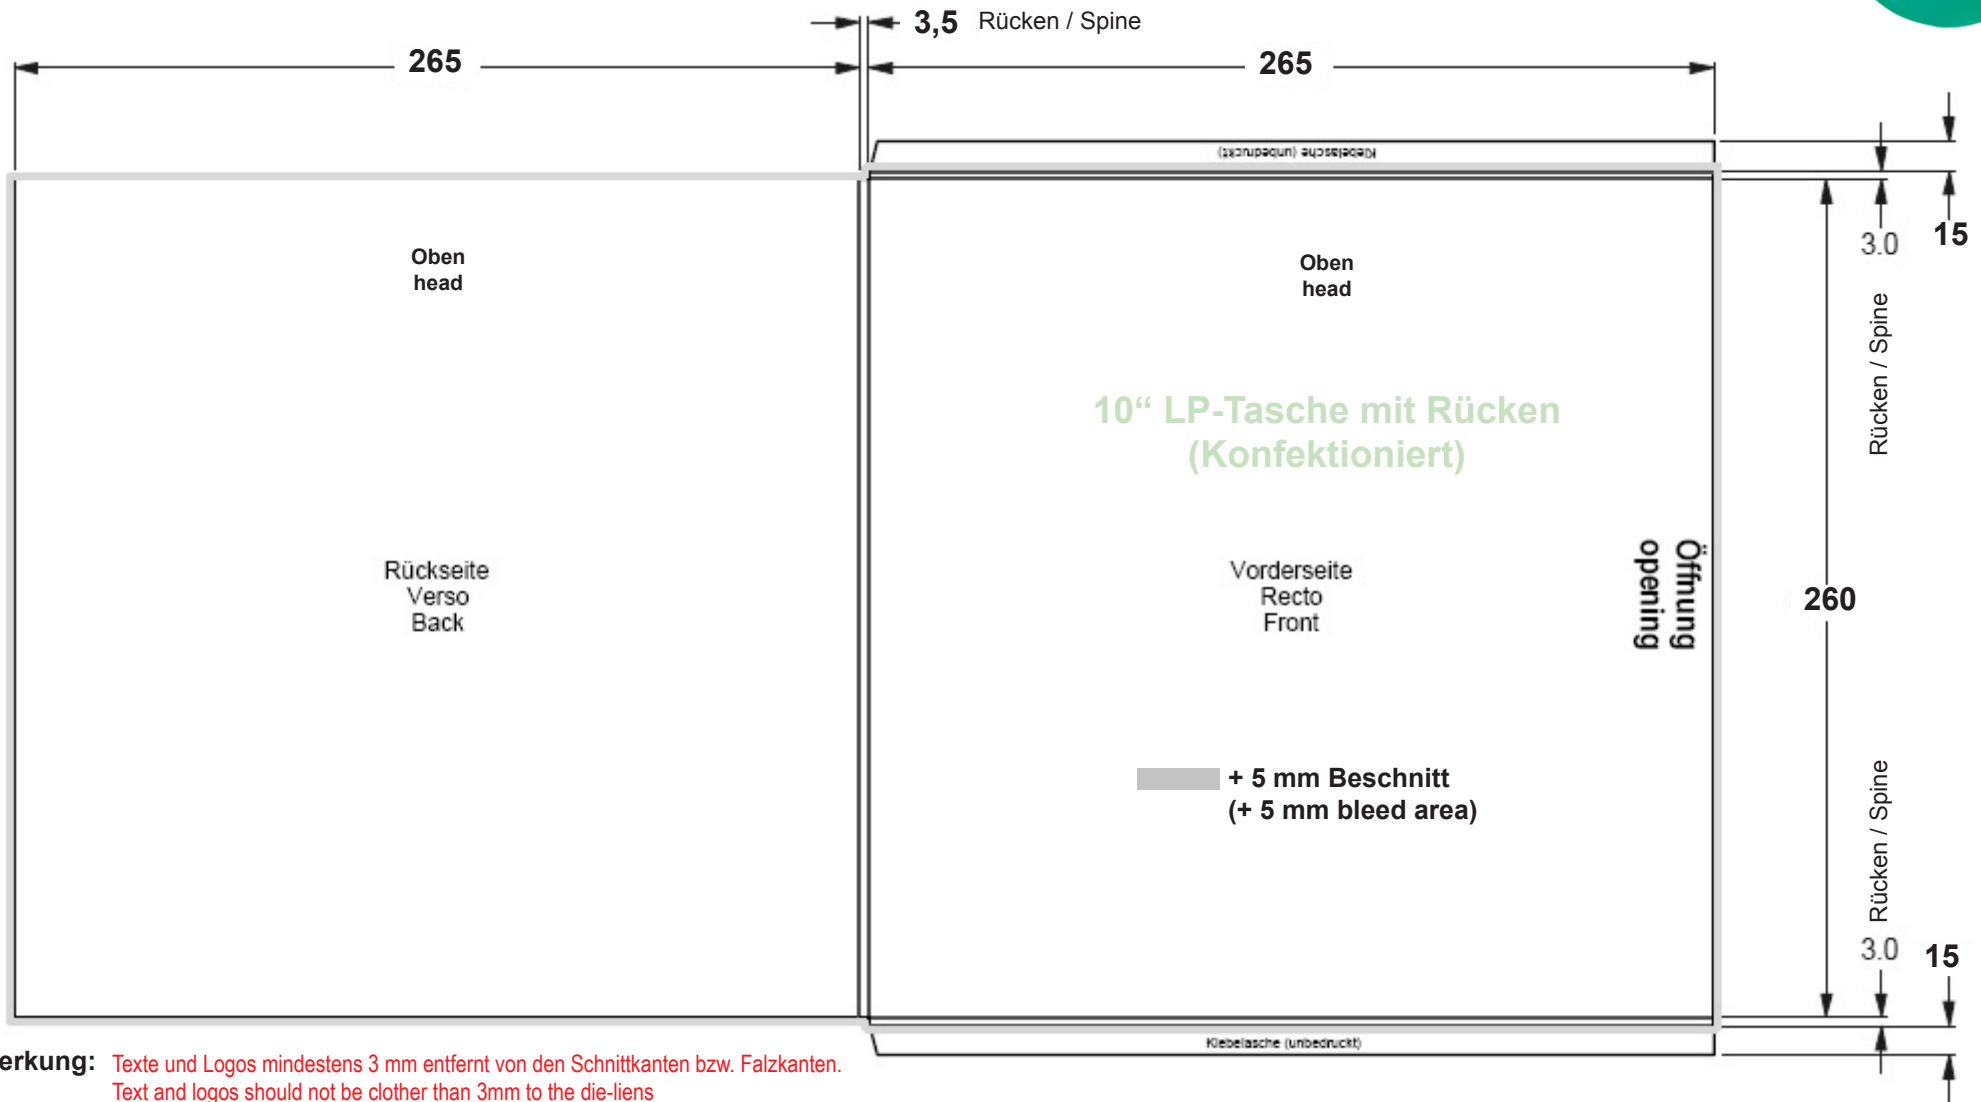 3,5 Rücken / Spine
265
265
Klebelasche (unbedruckt)
15
3.0
Rücken / Spine
Oben
head
Oben
head
10“ LP-Tasche mit Rücken
(Konfektioniert)
Rückseite
Verso
Back
Vorderseite
Recto
Front
Öffnung
opening
260
+ 5 mm Beschnitt
(+ 5 mm bleed area)
Rücken / Spine
3.0
15
Klebelasche (unbedruckt)
erkung: Texte und Logos mindestens 3 mm entfernt von den Schnittkanten bzw. Falzkanten.
Text and logos should not be clother than 3mm to the die-liens